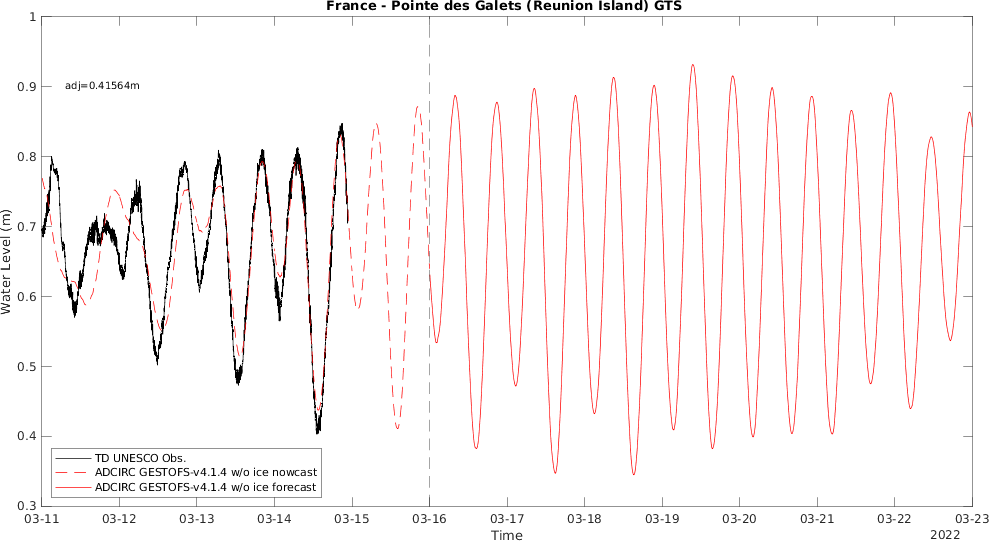 France - Pointe des Galets (Reunion Island) GTS
1
0.9
0.8
0.7
0.6
0.5
0.4
0.3
Water Level (m)
adj=0.41564m
TD UNESCO Obs.
ADCIRC GESTOFS-v4.1.4 w/o ice nowcast
ADCIRC GESTOFS-v4.1.4 w/o ice forecast
03-11 03-12 03-13 03-14 03-15 03-16 03-17 03-18 03-19 03-20 03-21 03-22 03-23
Time
2022